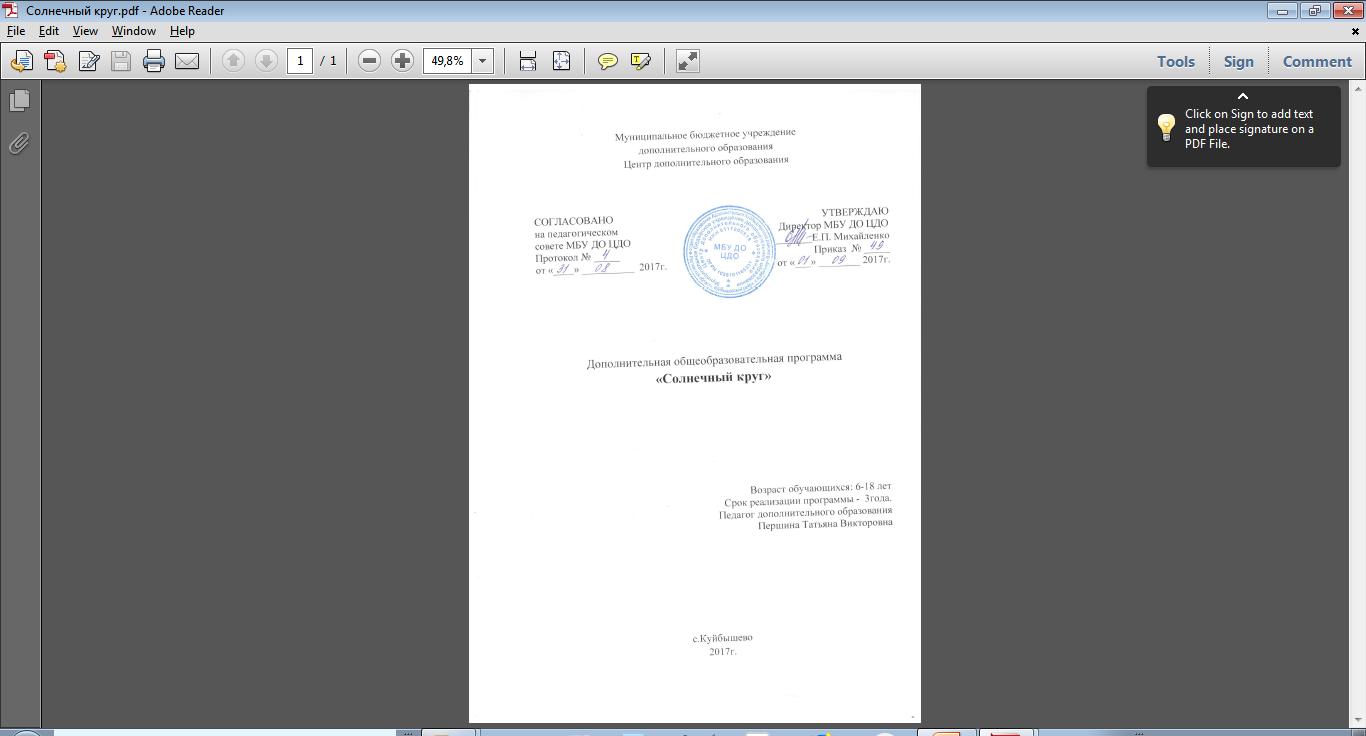 Солнечный круг.pdf - Adobe Reader
File Edit View Window Help
1 / 1 49,8% Tools Sign Comment
Click on Sign to add text
and place signature on a
PDF File.
Муниципальное бюджетное учреждение
дополнительного образования
Центр дополнительного образования
СОГЛАСОВАНО
на педагогическом
совете МБУ ДО ЦДО
Протокол № 4
от «31» 08 2017г.
МБУ ДО
ЦДО
УТВЕРЖДАЮ
Директор МБУ ДО ЦДО
Е.П. Михайленко
Приказ № 49
от «01» 09 2017г.
Дополнительная общеобразовательная программа
«Солнечный круг»
Возраст обучающихся: 6-18 лет
Срок реализации программы - 3года.
Педагог дополнительного образования
Першина Татьяна Викторовна
с.Куйбышево
2017г.